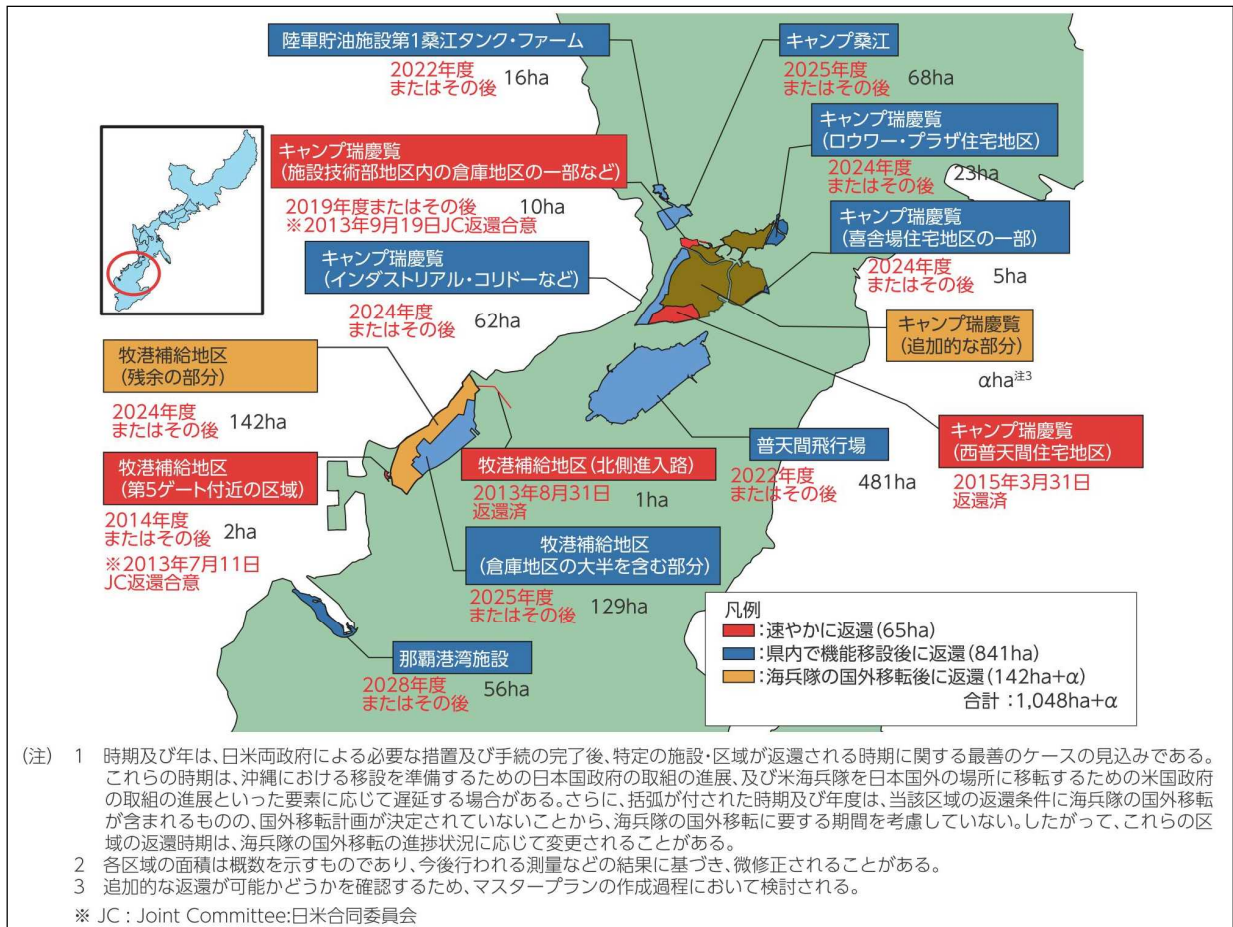 陸軍貯油施設第1桑江タンク・ファーム
2022年度
またはその後
16ha
キャンプ桑江
2025年度
またはその後
68ha
キャンプ瑞慶覧
(ロウワー・プラザ住宅地区)
2024年度
またはその後
23ha
キャンプ瑞慶覧
(施設技術部地区内の倉庫地区の一部など)
2019年度またはその後
10ha
※2013年9月19日JC返還合意
キャンプ瑞慶覧
(喜舎場住宅地区の一部)
2024年度
またはその後
5ha
キャンプ瑞慶覧
(インダストリアル・コリドーなど)
2024年度
またはその後
62ha
キャンプ瑞慶覧
(追加的な部分)
αha注3
牧港補給地区
(残余の部分)
2024年度
またはその後
142ha
普天間飛行場
2022年度
またはその後
481ha
キャンプ瑞慶覧
(西普天間住宅地区)
2015年3月31日
返還済
牧港補給地区
(第5ゲート付近の区域)
2014年度
またはその後
2ha
※2013年7月11日
JC返還合意
牧港補給地区(北側進入路)
2013年8月31日
返還済
1ha
牧港補給地区
(倉庫地区の大半を含む部分)
2025年度
またはその後
129ha
那覇港湾施設
2028年度
またはその後
56ha
凡例
:速やかに返還(65ha)
:県内で機能移設後に返還(841ha)
:海兵隊の国外移転後に返還(142ha+α)
合計:1,048ha+α
(注) 1 時期及び年は、日米両政府による必要な措置及び手続の完了後、特定の施設・区域が返還される時期に関する最善のケースの見込みである。
これらの時期は、沖縄における移設を準備するための日本国政府の取組の進展、及び米海兵隊を日本国外の場所に移転するための米国政府
の取組の進展といった要素に応じて遅延する場合がある。さらに、括弧が付された時期及び年度は、当該区域の返還条件に海兵隊の国外移転
が含まれるものの、国外移転計画が決定されていないことから、海兵隊の国外移転に要する期間を考慮していない。したがって、これらの区
域の返還時期は、海兵隊の国外移転の進捗状況に応じて変更されることがある。
2 各区域の面積は概数を示すものであり、今後行われる測量などの結果に基づき、微修正されることがある。
3 追加的な返還が可能かどうかを確認するため、マスタープランの作成過程において検討される。
※ JC : Joint Committee:日米合同委員会